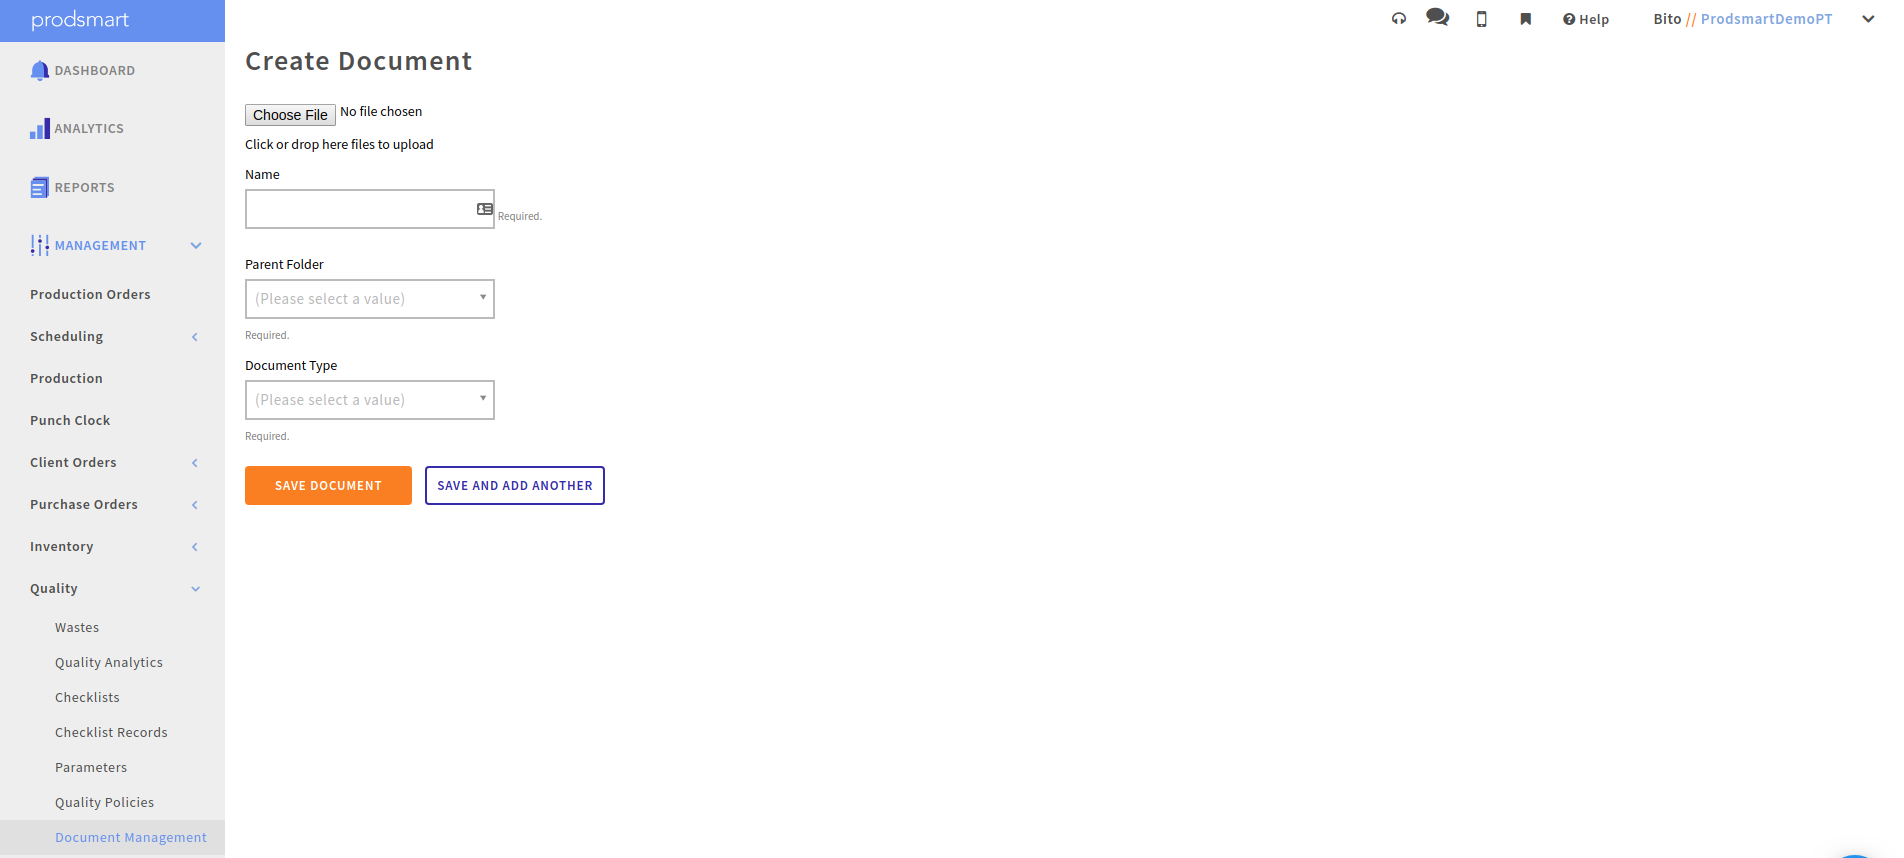 prodsmart
Help
Bito // ProdsmartDemoPT
DASHBOARD
ANALYTICS
REPORTS
MANAGEMENT
Production Orders
Scheduling
Production
Punch Clock
Client Orders
Purchase Orders
Inventory
Quality
Wastes
Quality Analytics
Checklists
Checklist Records
Parameters
Quality Policies
Document Management
Create Document
Choose File No file chosen
Click or drop here files to upload
Name
Required.
Parent Folder
(Please select a value)
Required.
Document Type
(Please select a value)
Required.
SAVE DOCUMENT
SAVE AND ADD ANOTHER